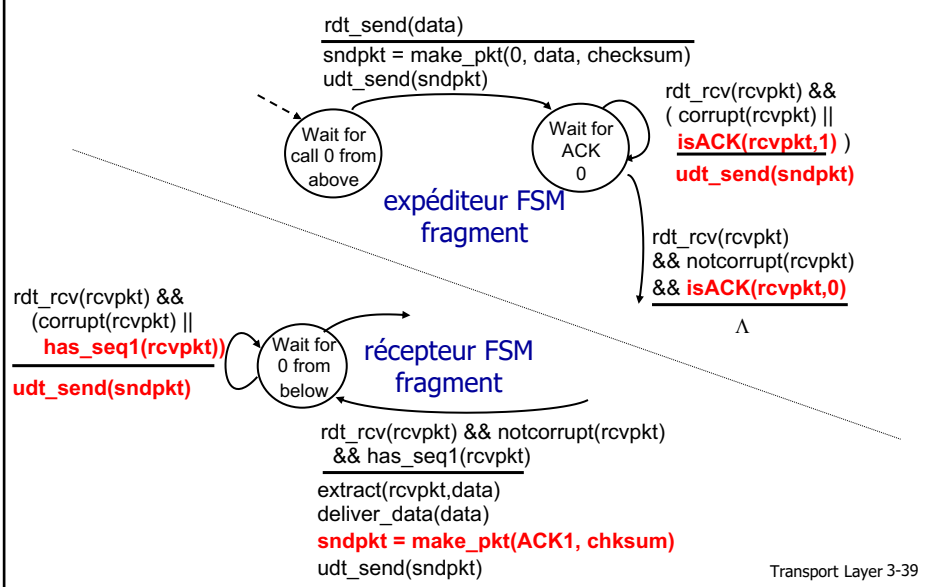 rdt_send(data)
sndpkt = make_pkt(0, data, checksum)
udt_send(sndpkt)
Wait for
call 0 from
above
Wait for
ACK
0
rdt_rcv(rcvpkt) &&
( corrupt(rcvpkt) ||
isACK(rcvpkt,1) )
udt_send(sndpkt)
expéditeur FSM
fragment
rdt_rcv(rcvpkt)
&& notcorrupt(rcvpkt)
&& isACK(rcvpkt,0)
Λ
rdt_rcv(rcvpkt) &&
(corrupt(rcvpkt) ||
has_seq1(rcvpkt))
udt_send(sndpkt)
Wait for
0 from
below
récepteur FSM
fragment
rdt_rcv(rcvpkt) && notcorrupt(rcvpkt)
&& has_seq1(rcvpkt)
extract(rcvpkt,data)
deliver_data(data)
sndpkt = make_pkt(ACK1, chksum)
udt_send(sndpkt)
Transport Layer 3-39